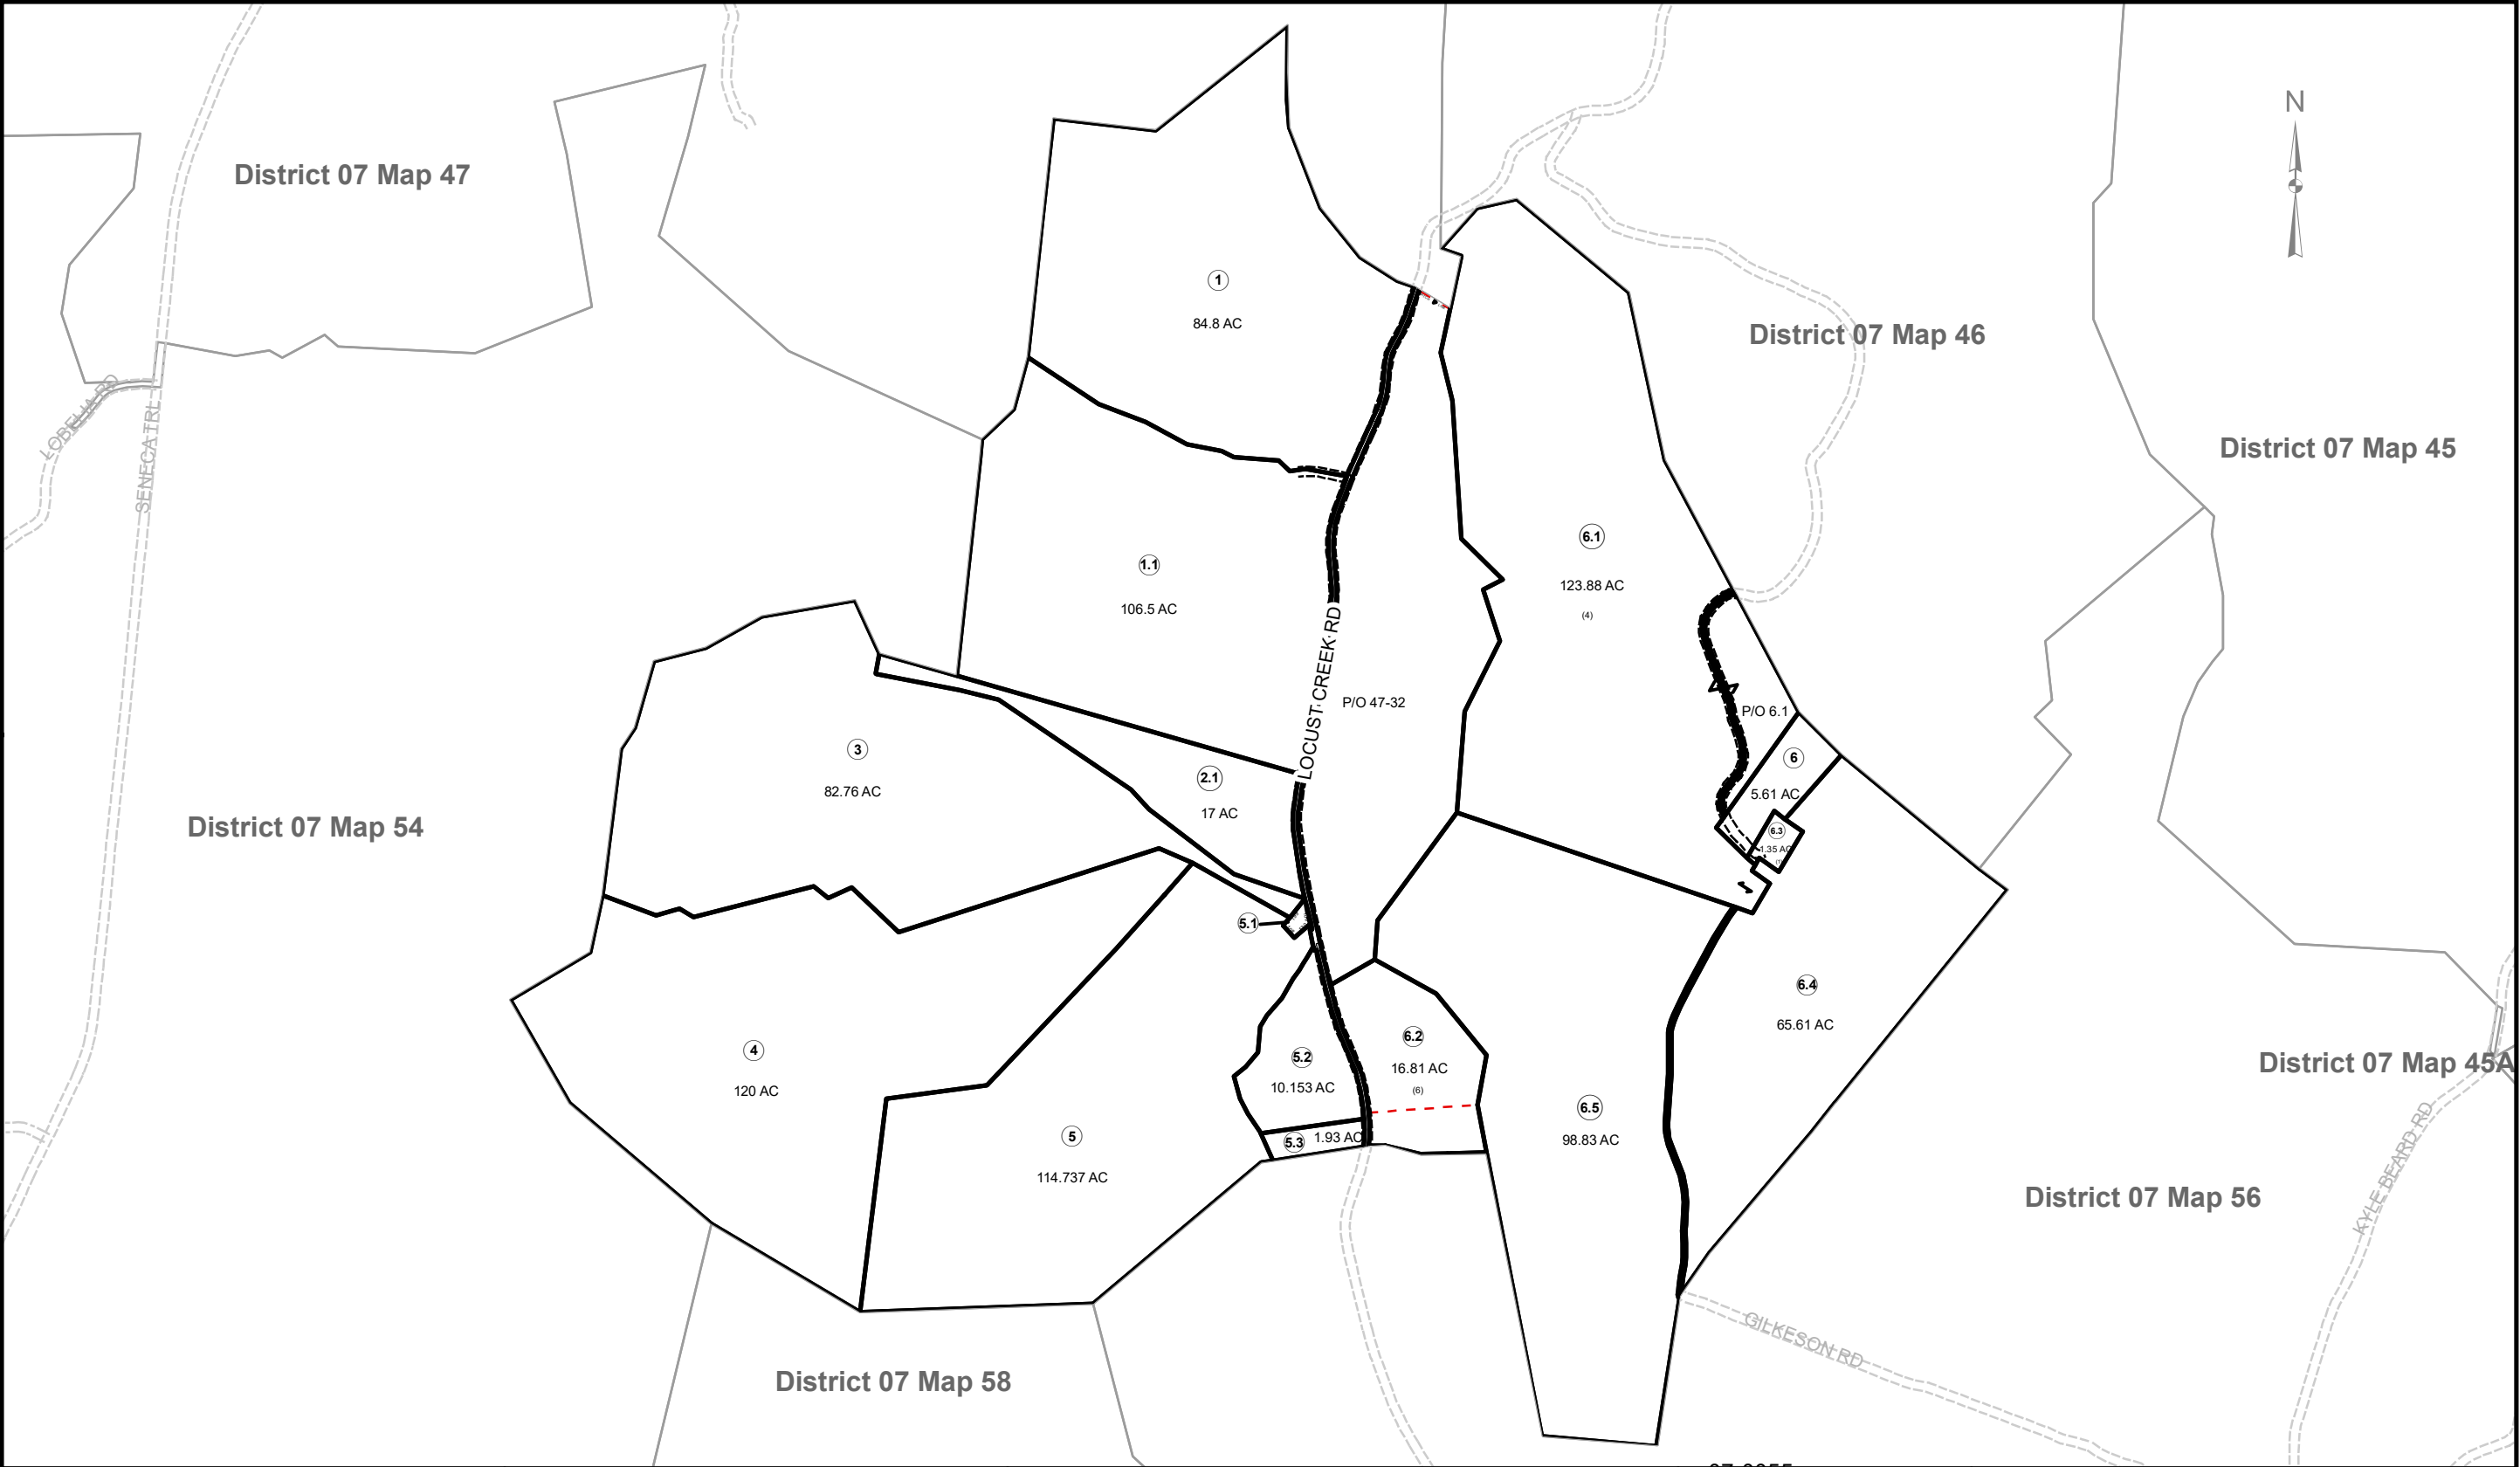 N
District 07 Map 47
1
84.8 AC
District 07 Map 46
LOBELIA RD
SENECA TRL
District 07 Map 45
6.1
123.88 AC
(4)
1.1
106.5 AC
LOCUST CREEK RD
P/O 47-32
P/O 6.1
3
82.76 AC
2.1
17 AC
6
5.61 AC
District 07 Map 54
6.3
1.35 AC
5.1
6.4
65.61 AC
4
120 AC
5.2
10.153 AC
6.2
16.81 AC
(6)
District 07 Map 45A
6.5
98.83 AC
5
114.737 AC
5.3
1.93 AC
KYLE BEARD RD
District 07 Map 56
GILKESON RD
District 07 Map 58